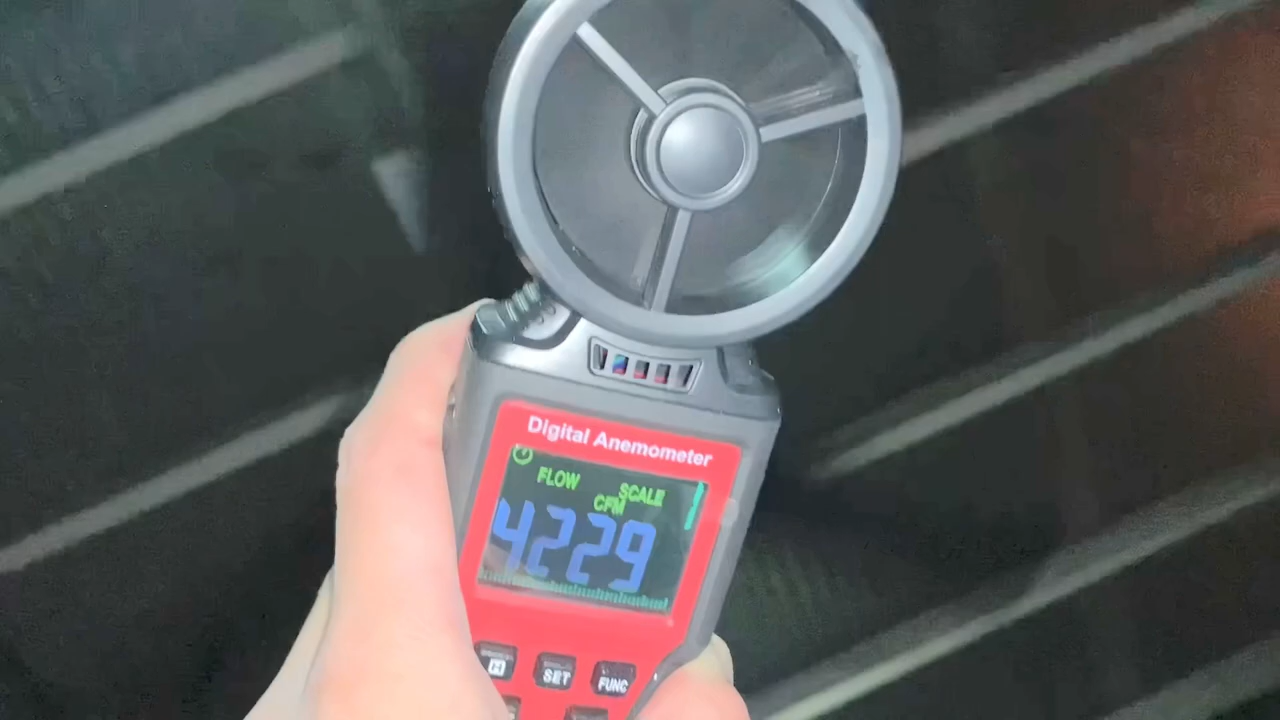 Digital Anemometer
FLOW SCALE
CFM
4229
H SET FUNC